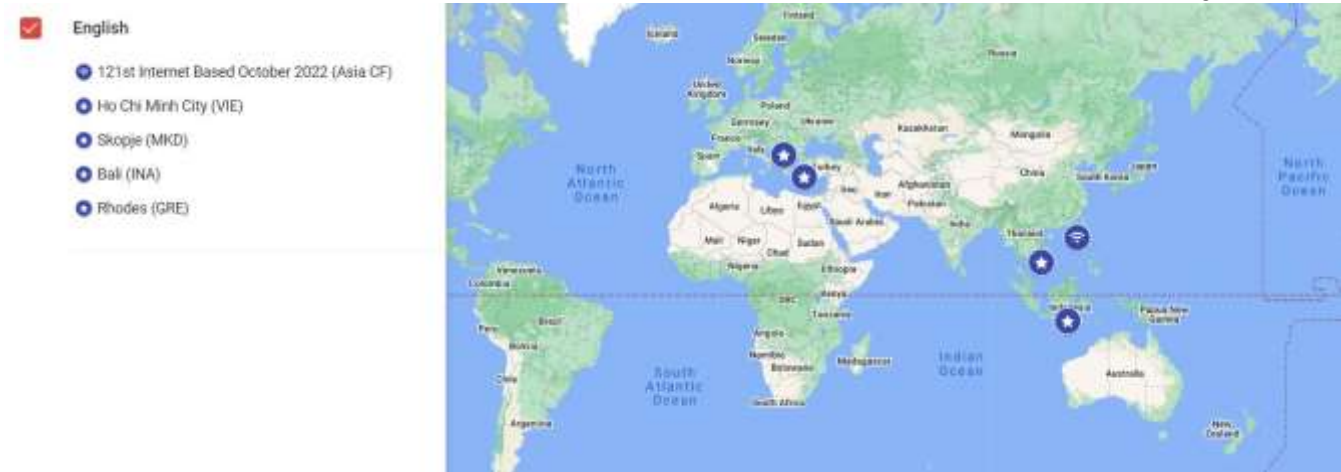 English
121st Internet Based October 2022 (Asia CF)
Ho Chi Minh City (VIE)
Skopje (MKD)
Bali (INA)
Rhodes (GRE)
Finland
Iceland
Sweden
Russia
Norway
United Kingdom
Poland
Germany
Ukraine
France
Kazakhstan
Mongolia
Italy
Spain
Turkey
China
South Korea
Japan
North Atlantic Ocean
North Pacific Ocean
Iraq
Iran
Afghanistan
Pakistan
Algeria
Libya
Egypt
Saudi Arabia
India
Thailand
Mali
Niger
Chad
Sudan
Nigeria
Ethiopia
Venezuela
Colombia
DRC
Kenya
Indonesia
Tanzania
Papua New Guinea
Peru
Brazil
Angola
Bolivia
Namibia
Botswana
Madagascar
Indian Ocean
South Atlantic Ocean
Chile
Australia
South Africa
Argentina
New Zealand